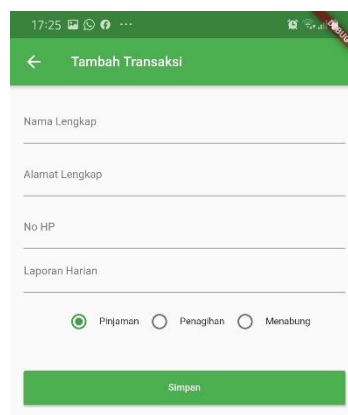 17:25
Tambah Transaksi
Nama Lengkap
Alamat Lengkap
No HP
Laporan Harian
Pinjaman Penagihan Menabung
Simpan